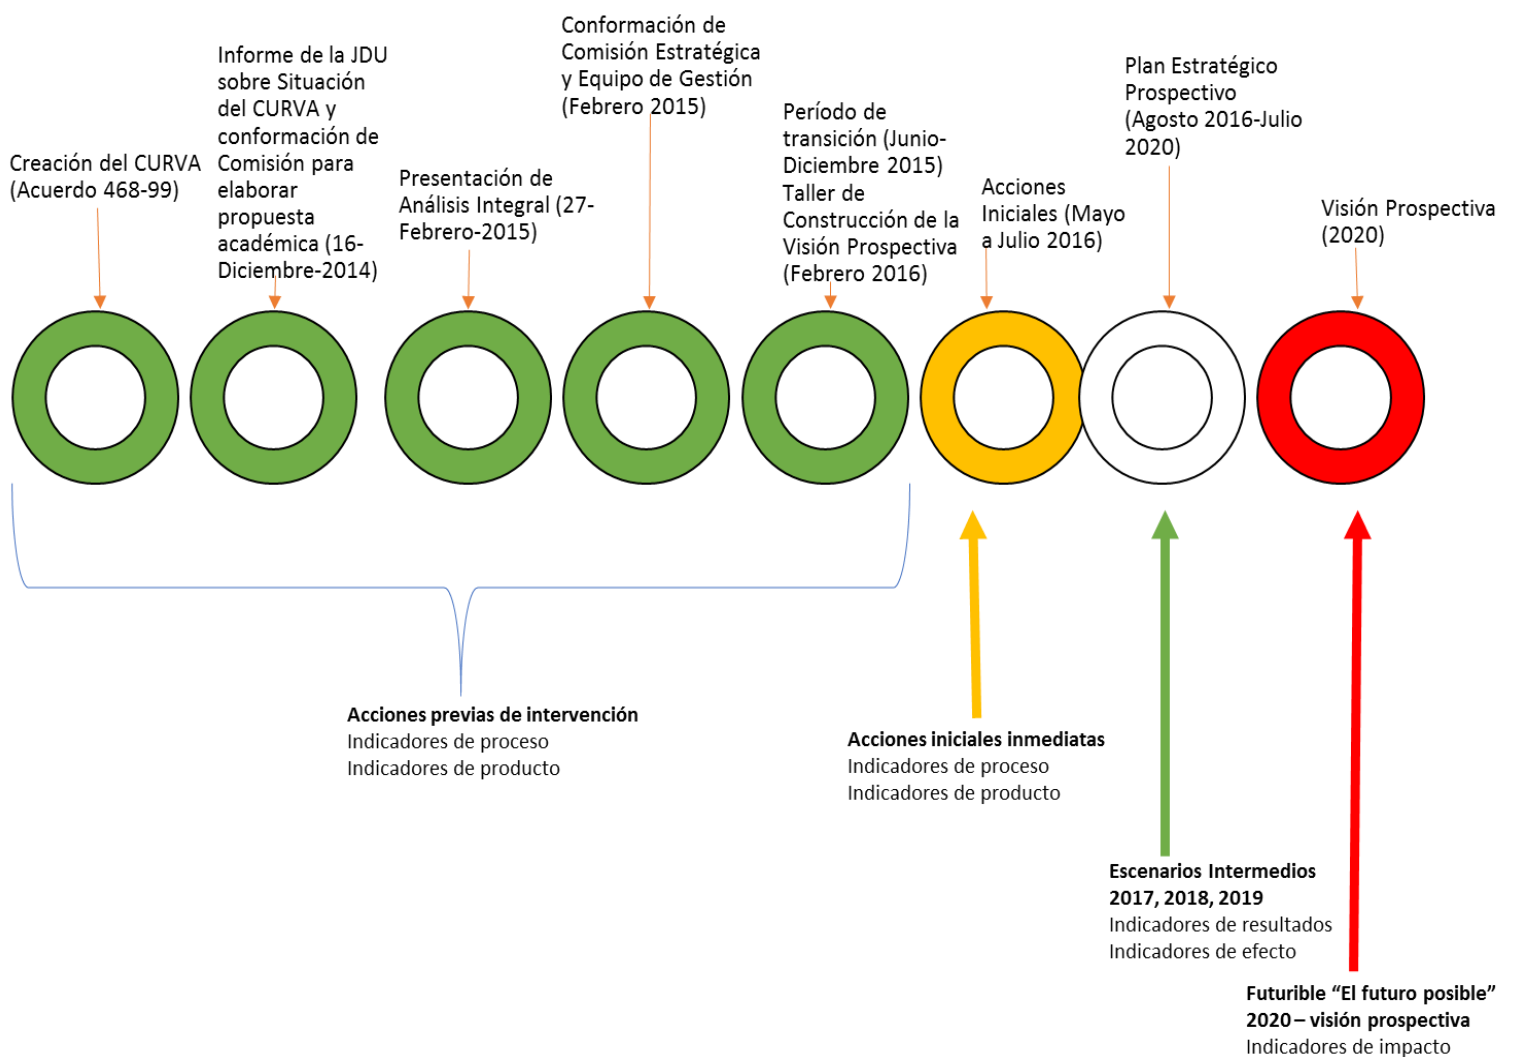 Creación del CURVA
(Acuerdo 468-99)
Informe de la JDU
sobre Situación
del CURVA y
conformación de
Comisión para
elaborar
propuesta
académica (16-
Diciembre-2014)
Presentación de
Análisis Integral (27-
Febrero-2015)
Conformación de
Comisión Estratégica
y Equipo de Gestión
(Febrero 2015)
Período de
transición (Junio-
Diciembre 2015)
Taller de
Construcción de la
Visión Prospectiva
(Febrero 2016)
Acciones
Iniciales (Mayo
a Julio 2016)
Plan Estratégico
Prospectivo
(Agosto 2016-Julio
2020)
Visión Prospectiva
(2020)
Acciones previas de intervención
Indicadores de proceso
Indicadores de producto
Acciones iniciales inmediatas
Indicadores de proceso
Indicadores de producto
Escenarios Intermedios
2017, 2018, 2019
Indicadores de resultados
Indicadores de efecto
Futurible “El futuro posible”
2020 – visión prospectiva
Indicadores de impacto